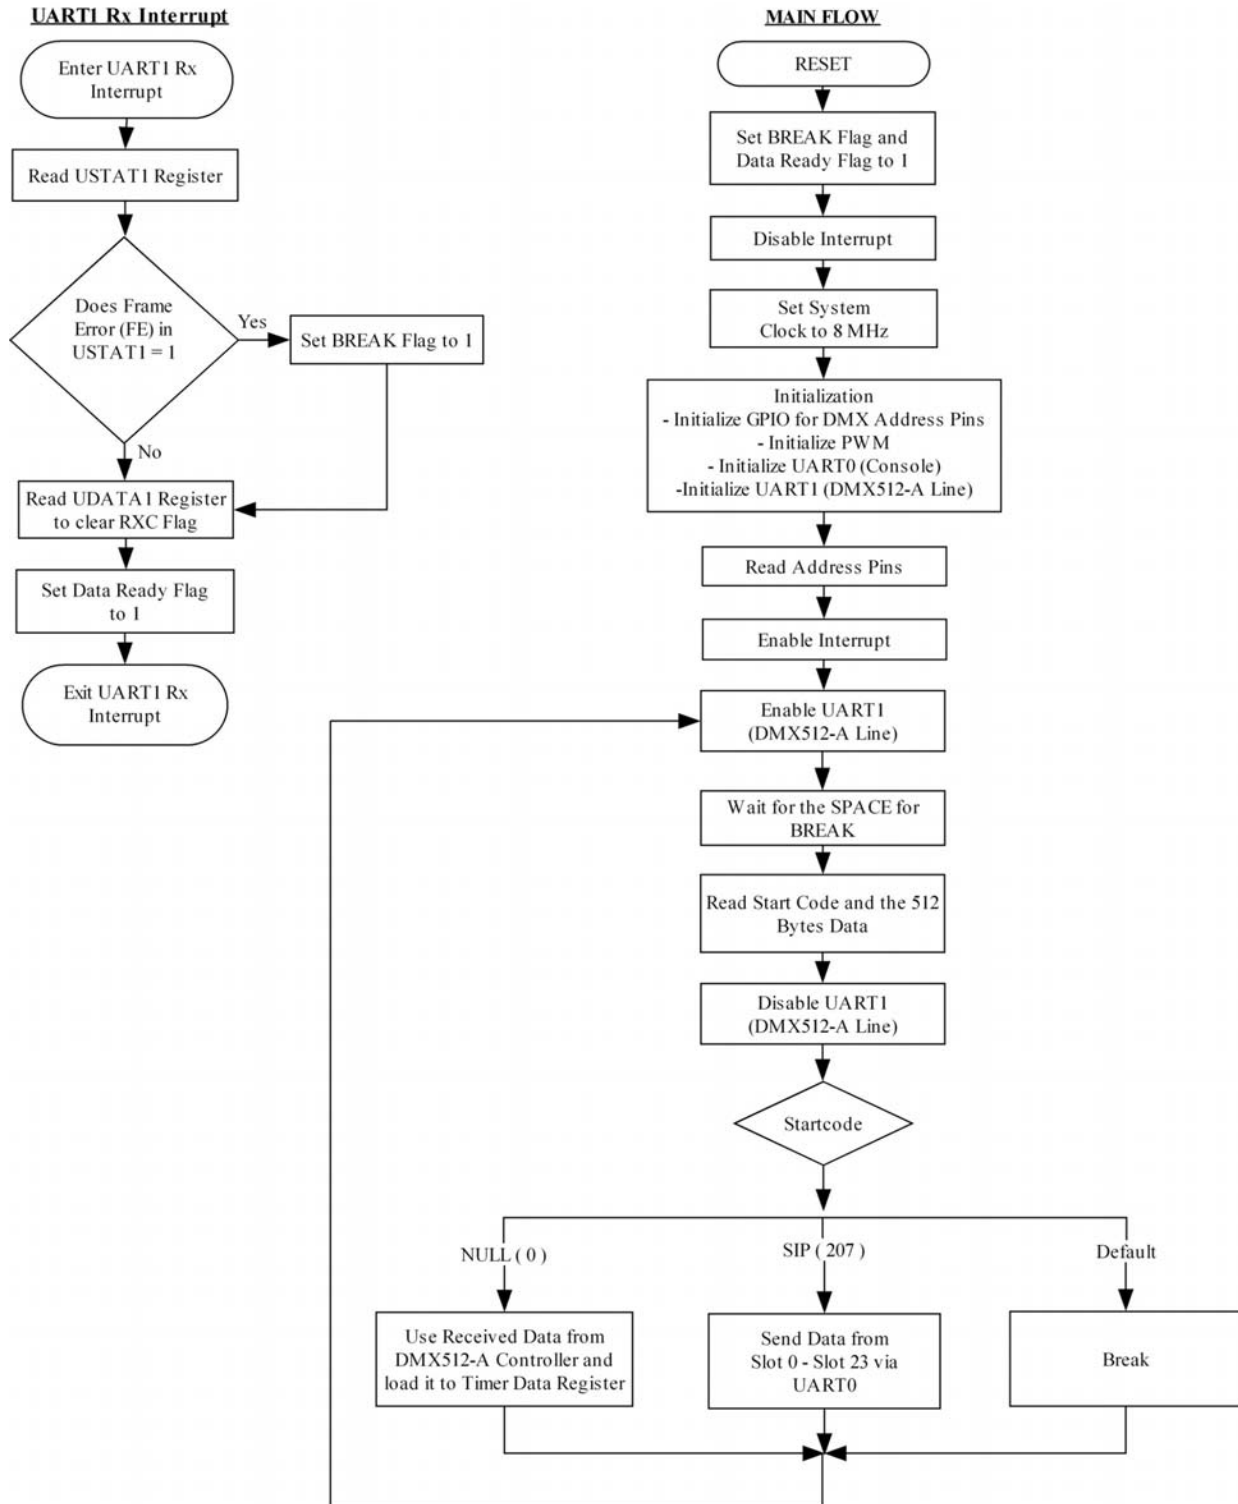 UART1 Rx Interrupt
Enter UART1 Rx
Interrupt
Read USTAT1 Register
Does Frame
Error (FE) in
USTAT1 = 1
Yes
Set BREAK Flag to 1
No
Read UDATA1 Register
to clear RXC Flag
Set Data Ready Flag
to 1
Exit UART1 Rx
Interrupt
MAIN FLOW
RESET
Set BREAK Flag and
Data Ready Flag to 1
Disable Interrupt
Set System
Clock to 8 MHz
Initialization
- Initialize GPIO for DMX Address Pins
- Initialize PWM
- Initialize UART0 (Console)
-Initialize UART1 (DMX512-A Line)
Read Address Pins
Enable Interrupt
Enable UART1
(DMX512-A Line)
Wait for the SPACE for
BREAK
Read Start Code and the 512
Bytes Data
Disable UART1
(DMX512-A Line)
Startcode
NULL ( 0 )
SIP ( 207 )
Default
Use Received Data from
DMX512-A Controller and
load it to Timer Data Register
Send Data from
Slot 0 - Slot 23 via
UART0
Break